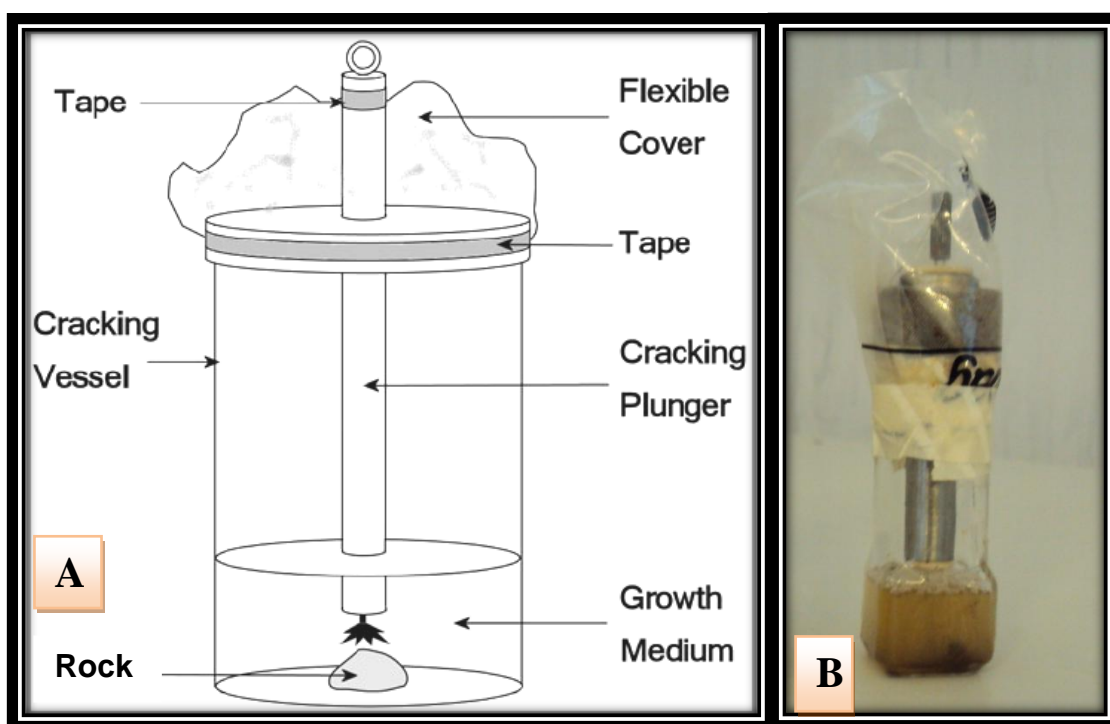 Tape
Flexible
Cover
Tape
Cracking
Vessel
Cracking
Plunger
A
Growth
Medium
Rock
B